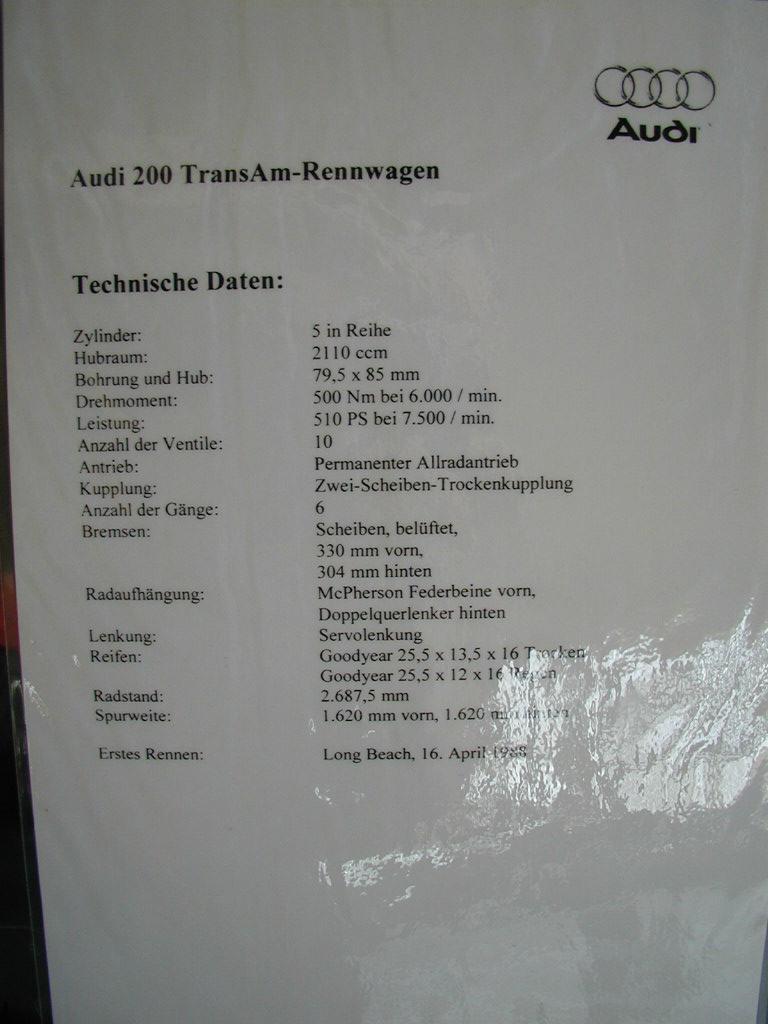 Audi
Audi 200 TransAm-Rennwagen
Technische Daten:
Zylinder: 5 in Reihe
Hubraum: 2110 ccm
Bohrung und Hub: 79,5 x 85 mm
Drehmoment: 500 Nm bei 6.000 / min.
Leistung: 510 PS bei 7.500 / min.
Anzahl der Ventile: 10
Antrieb: Permanenter Allradantrieb
Kupplung: Zwei-Scheiben-Trockenkupplung
Anzahl der Gänge: 6
Bremsen: Scheiben, belüftet,
330 mm vorn,
304 mm hinten
Radaufhängung: McPherson Federbeine vorn,
Doppelquerlenker hinten
Lenkung: Servolenkung
Reifen: Goodyear 25,5 x 13,5 x 16 Trocken
Goodyear 25,5 x 12 x 16 Regen
Radstand: 2.687,5 mm
Spurweite: 1.620 mm vorn, 1.620 mm hinten
Erstes Rennen: Long Beach, 16. April 1988